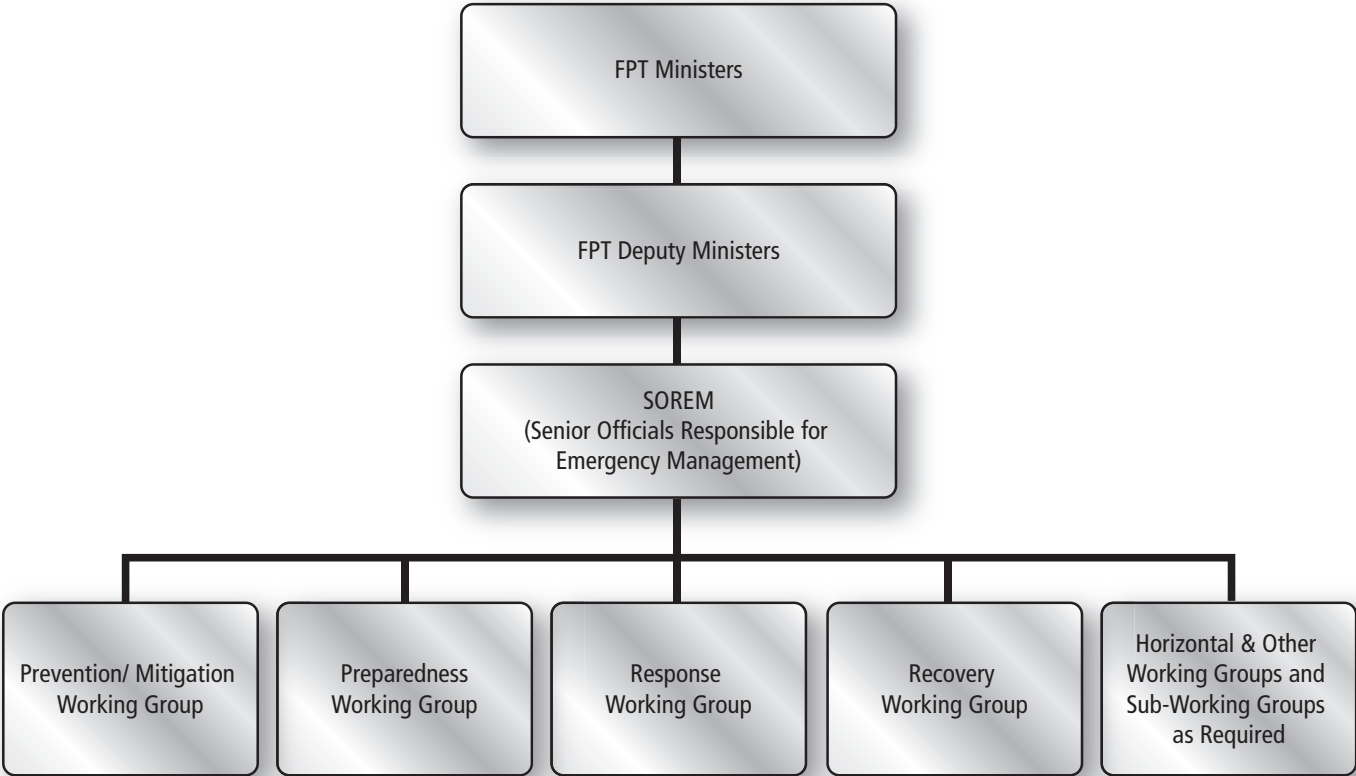 FPT Ministers
FPT Deputy Ministers
SOREM
(Senior Officials Responsible for
Emergency Management)
Prevention/ Mitigation
Working Group
Preparedness
Working Group
Response
Working Group
Recovery
Working Group
Horizontal & Other
Working Groups and
Sub-Working Groups
as Required